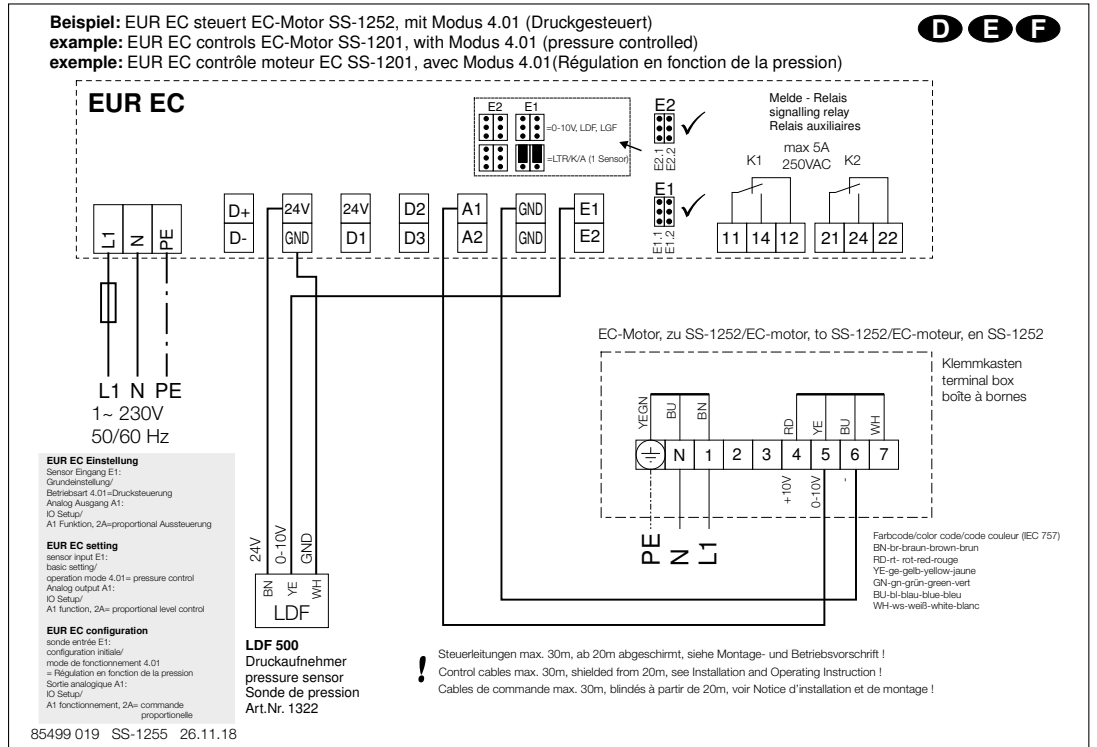 Beispiel: EUR EC steuert EC-Motor SS-1252, mit Modus 4.01 (Druckgesteuert)
example: EUR EC controls EC-Motor SS-1201, with Modus 4.01 (pressure controlled)
exemple: EUR EC contrôle moteur EC SS-1201, avec Modus 4.01(Régulation en fonction de la pression)
D E F
EUR EC
E2 E1
=0-10V, LDF, LGF
=LTR/K/A (1 Sensor)
E2
E2.1
E2.2
E1
E1.1
E1.2
Melde - Relais
signalling relay
Relais auxiliaires
max 5A
250VAC
K1
K2
L1 N PE
D+ 24V 24V D2 A1 GND E1
D- GND D1 D3 A2 GND E2
11 14 12
21 24 22
L1 N PE
1~ 230V
50/60 Hz
EC-Motor, zu SS-1252/EC-motor, to SS-1252/EC-moteur, en SS-1252
Klemmkasten
terminal box
boîte à bornes
YEGN BU BN RD YE BU WH
N 1 2 3 4 5 6 7
+10V 0-10V -
PE N L1
Farbcode/color code/code couleur (IEC 757)
BN-br-braun-brown-brun
RD-rt- rot-red-rouge
YE-ge-gelb-yellow-jaune
GN-gn-grün-green-vert
BU-bl-blau-blue-bleu
WH-ws-weiß-white-blanc
EUR EC Einstellung
Sensor Eingang E1:
Grundeinstellung/
Betriebsart 4.01=Drucksteuerung
Analog Ausgang A1:
IO Setup/
A1 Funktion, 2A=proportional Aussteuerung
EUR EC setting
sensor input E1:
basic setting/
operation mode 4.01= pressure control
Analog output A1:
IO Setup/
A1 function, 2A= proportional level control
EUR EC configuration
sonde entrée E1:
configuration initiale/
mode de fonctionnement 4.01
= Régulation en fonction de la pression
Sortie analogique A1:
IO Setup/
A1 fonctionnement, 2A= commande
proportionelle
24V 0-10V GND
BN YE WH
LDF
LDF 500
Druckaufnehmer
pressure sensor
Sonde de pression
Art.Nr. 1322
! Steuerleitungen max. 30m, ab 20m abgeschirmt, siehe Montage- und Betriebsvorschrift !
Control cables max. 30m, shielded from 20m, see Installation and Operating Instruction !
Cables de commande max. 30m, blindés à partir de 20m, voir Notice d'installation et de montage !
85499 019 SS-1255 26.11.18